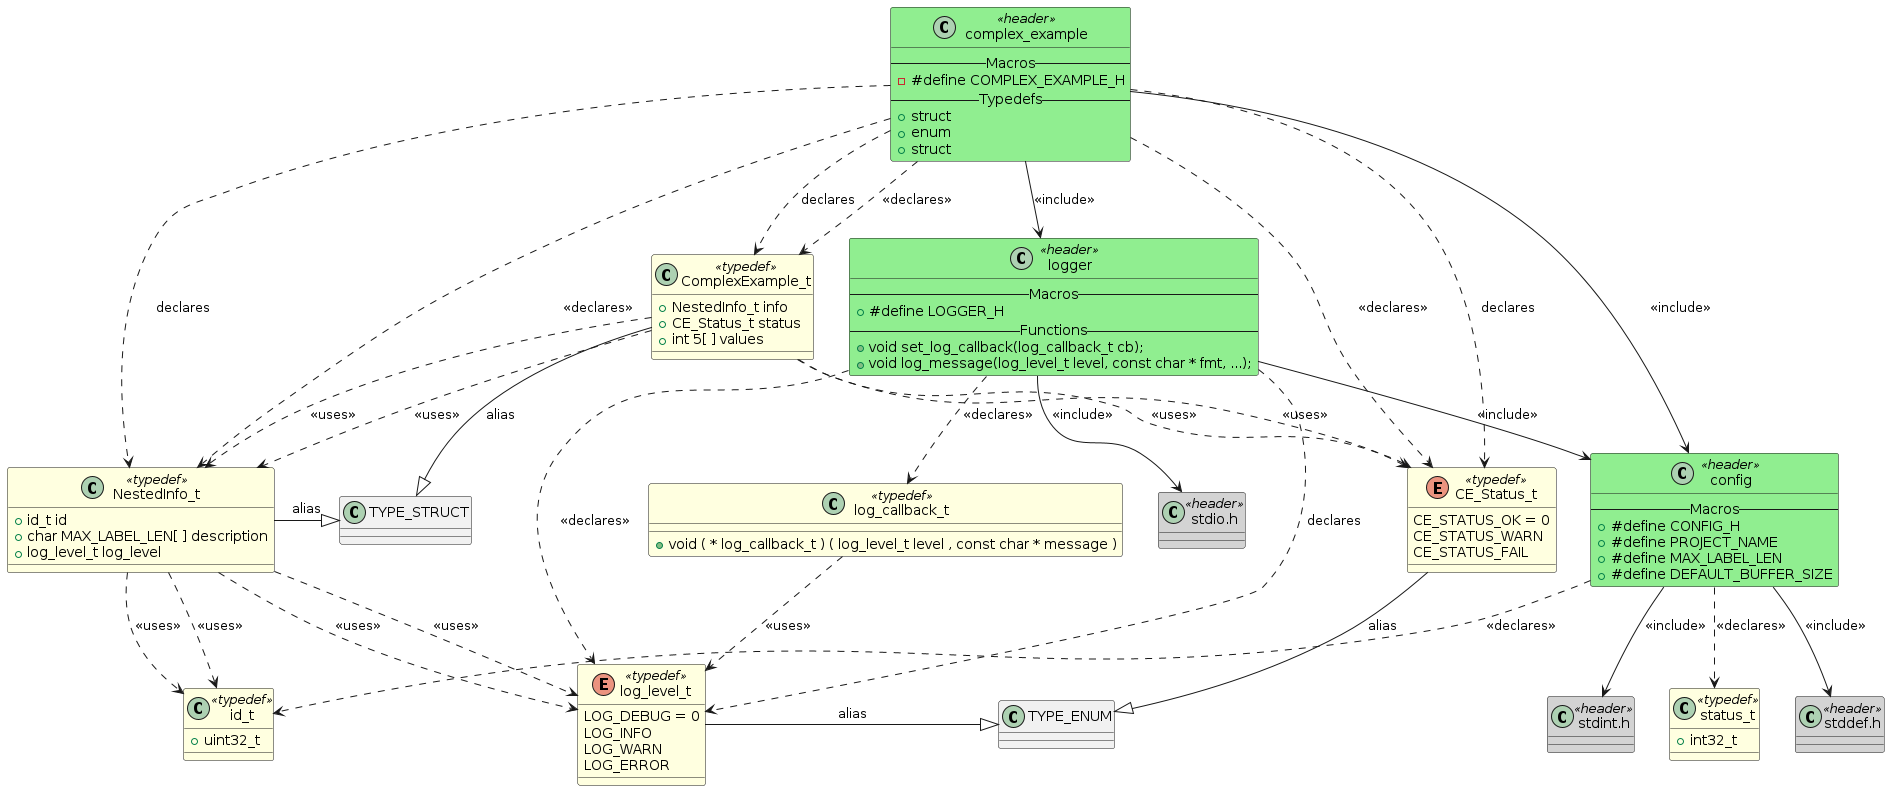 «header»
C
complex_example
Macros
#define COMPLEX_EXAMPLE_H
Typedefs
struct
enum
struct
declares
«declares»
«include»
declares
«declares»
«declares»
declares
«include»
«typedef»
C
ComplexExample_t
NestedInfo_t info
CE_Status_t status
int 5[ ] values
«header»
C
logger
Macros
#define LOGGER_H
Functions
void set_log_callback(log_callback_t cb);
void log_message(log_level_t level, const char * fmt, ...);
«uses»
«uses»
alias
«declares»
«include»
«uses»
«uses»
«include»
«typedef»
C
NestedInfo_t
id_t id
char MAX_LABEL_LEN[ ] description
log_level_t log_level
alias
C
TYPE_STRUCT
«declares»
«typedef»
C
log_callback_t
void ( * log_callback_t ) ( log_level_t level , const char * message )
«header»
C
stdio.h
declares
«typedef»
E
CE_Status_t
CE_STATUS_OK = 0
CE_STATUS_WARN
CE_STATUS_FAIL
«header»
C
config
Macros
#define CONFIG_H
#define PROJECT_NAME
#define MAX_LABEL_LEN
#define DEFAULT_BUFFER_SIZE
«uses»
«uses»
«uses»
«uses»
«uses»
alias
«declares»
«include»
«declares»
«include»
«typedef»
C
id_t
uint32_t
«typedef»
E
log_level_t
LOG_DEBUG = 0
LOG_INFO
LOG_WARN
LOG_ERROR
alias
C
TYPE_ENUM
«header»
C
stdint.h
«typedef»
C
status_t
int32_t
«header»
C
stddef.h